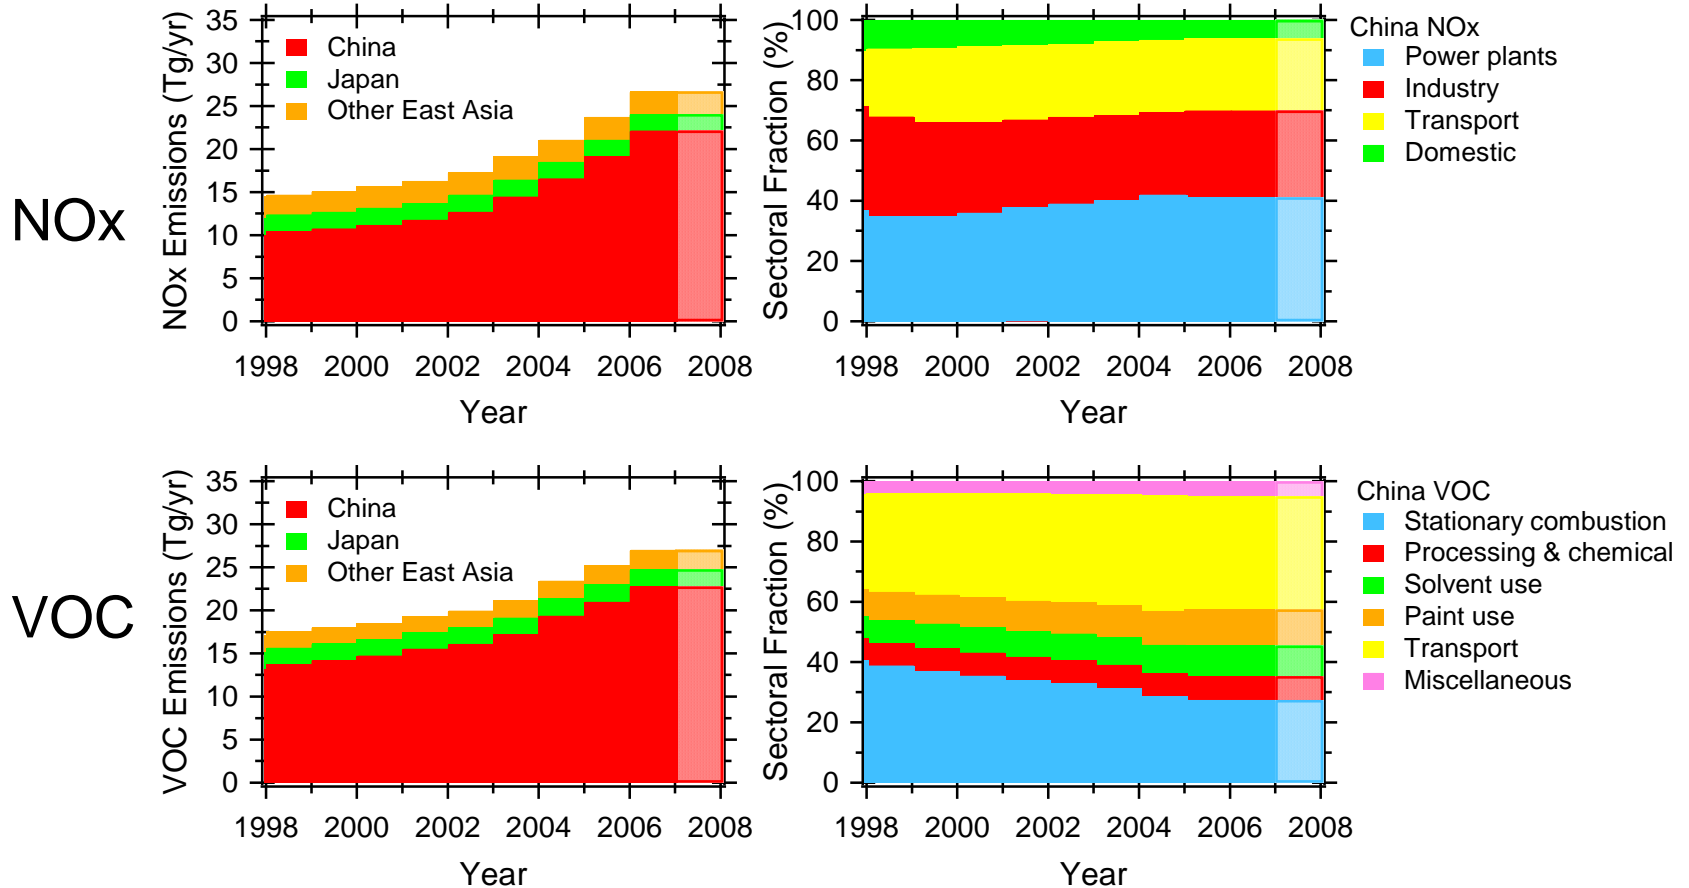 NOx
NOx Emissions (Tg/yr)
35
30
25
20
15
10
5
0
China
Japan
Other East Asia
1998 2000 2002 2004 2006 2008
Year
Sectoral Fraction (%)
100
80
60
40
20
0
1998 2000 2002 2004 2006 2008
Year
China NOx
Power plants
Industry
Transport
Domestic
VOC
VOC Emissions (Tg/yr)
35
30
25
20
15
10
5
0
China
Japan
Other East Asia
1998 2000 2002 2004 2006 2008
Year
Sectoral Fraction (%)
100
80
60
40
20
0
1998 2000 2002 2004 2006 2008
Year
China VOC
Stationary combustion
Processing & chemical
Solvent use
Paint use
Transport
Miscellaneous